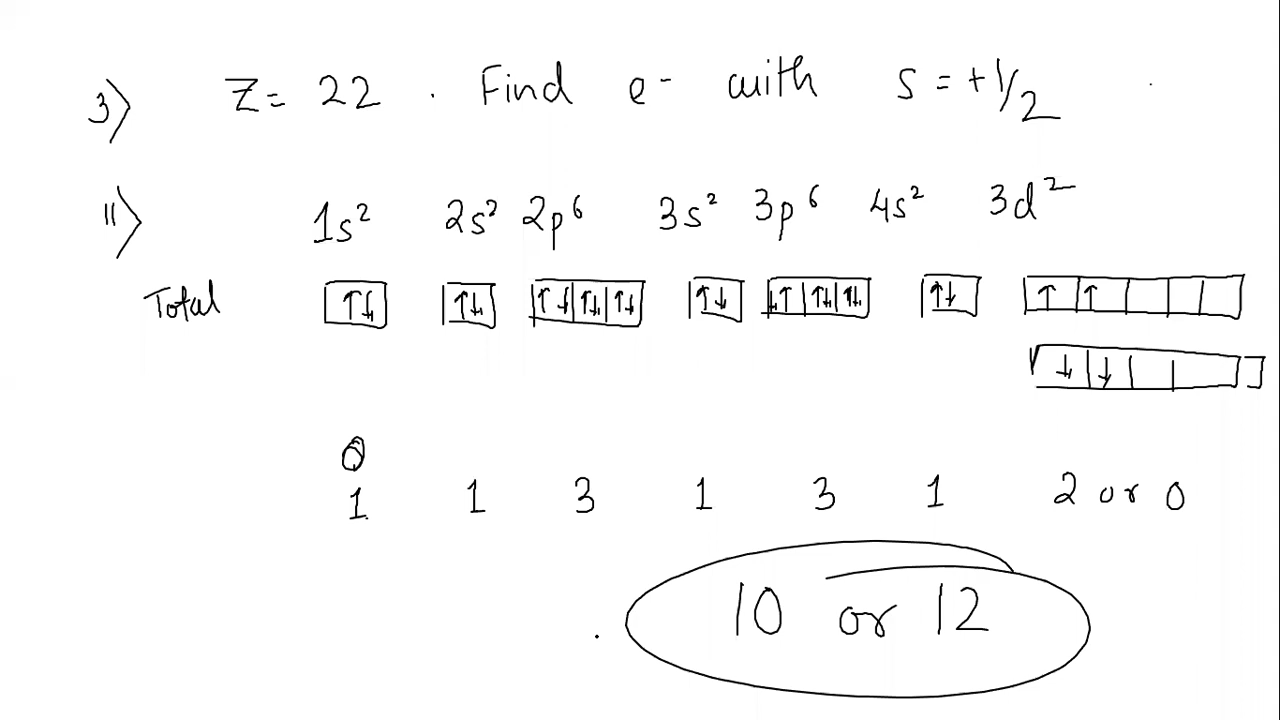 3) Z = 22 . Find e⁻ with s = +1/2
11) 1s² 2s² 2p⁶ 3s² 3p⁶ 4s² 3d²
Total ↑↓ ↑↓ ↑↓ ↑↓ ↑↓ ↑↓ ↓↑ ↑↓ ↑↓ ↑↓ ↑ ↑
↓ ↓
0
1 1 3 1 3 1 2 or 0
10 or 12